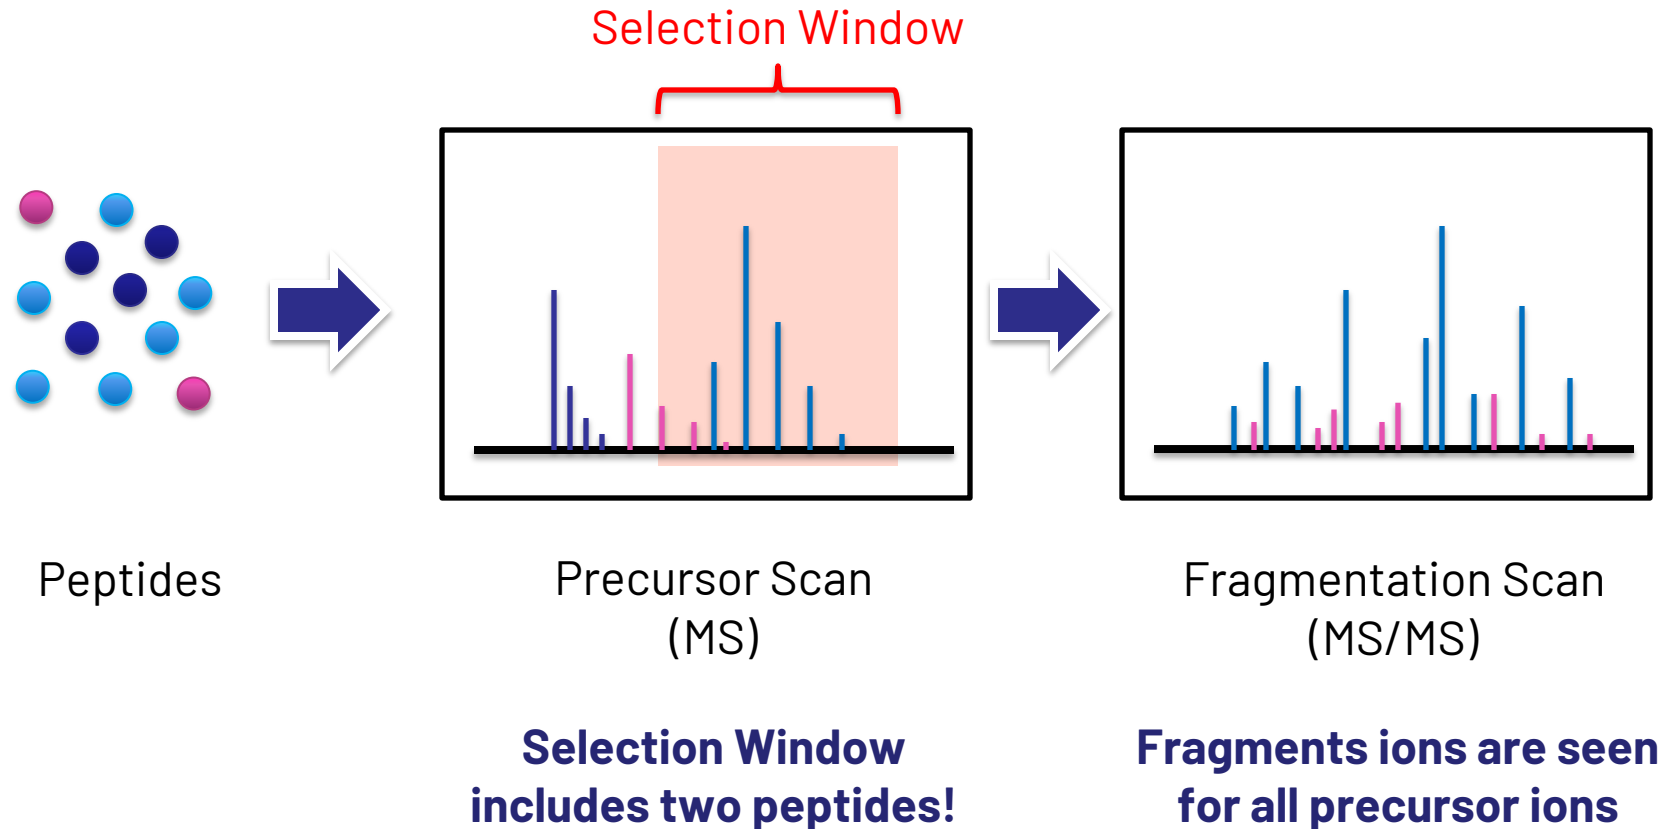 Selection Window
Peptides
Precursor Scan
(MS)
Fragmentation Scan
(MS/MS)
Selection Window
includes two peptides!
Fragments ions are seen
for all precursor ions